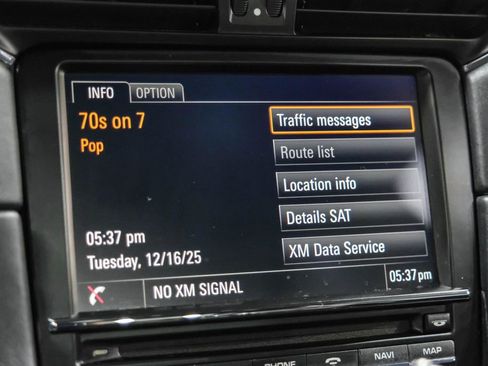 INFO OPTION
70s on 7
Pop
Traffic messages
Route list
Location info
Details SAT
XM Data Service
05:37 pm
Tuesday, 12/16/25
NO XM SIGNAL
05:37pm
PHONE NAVI MAP